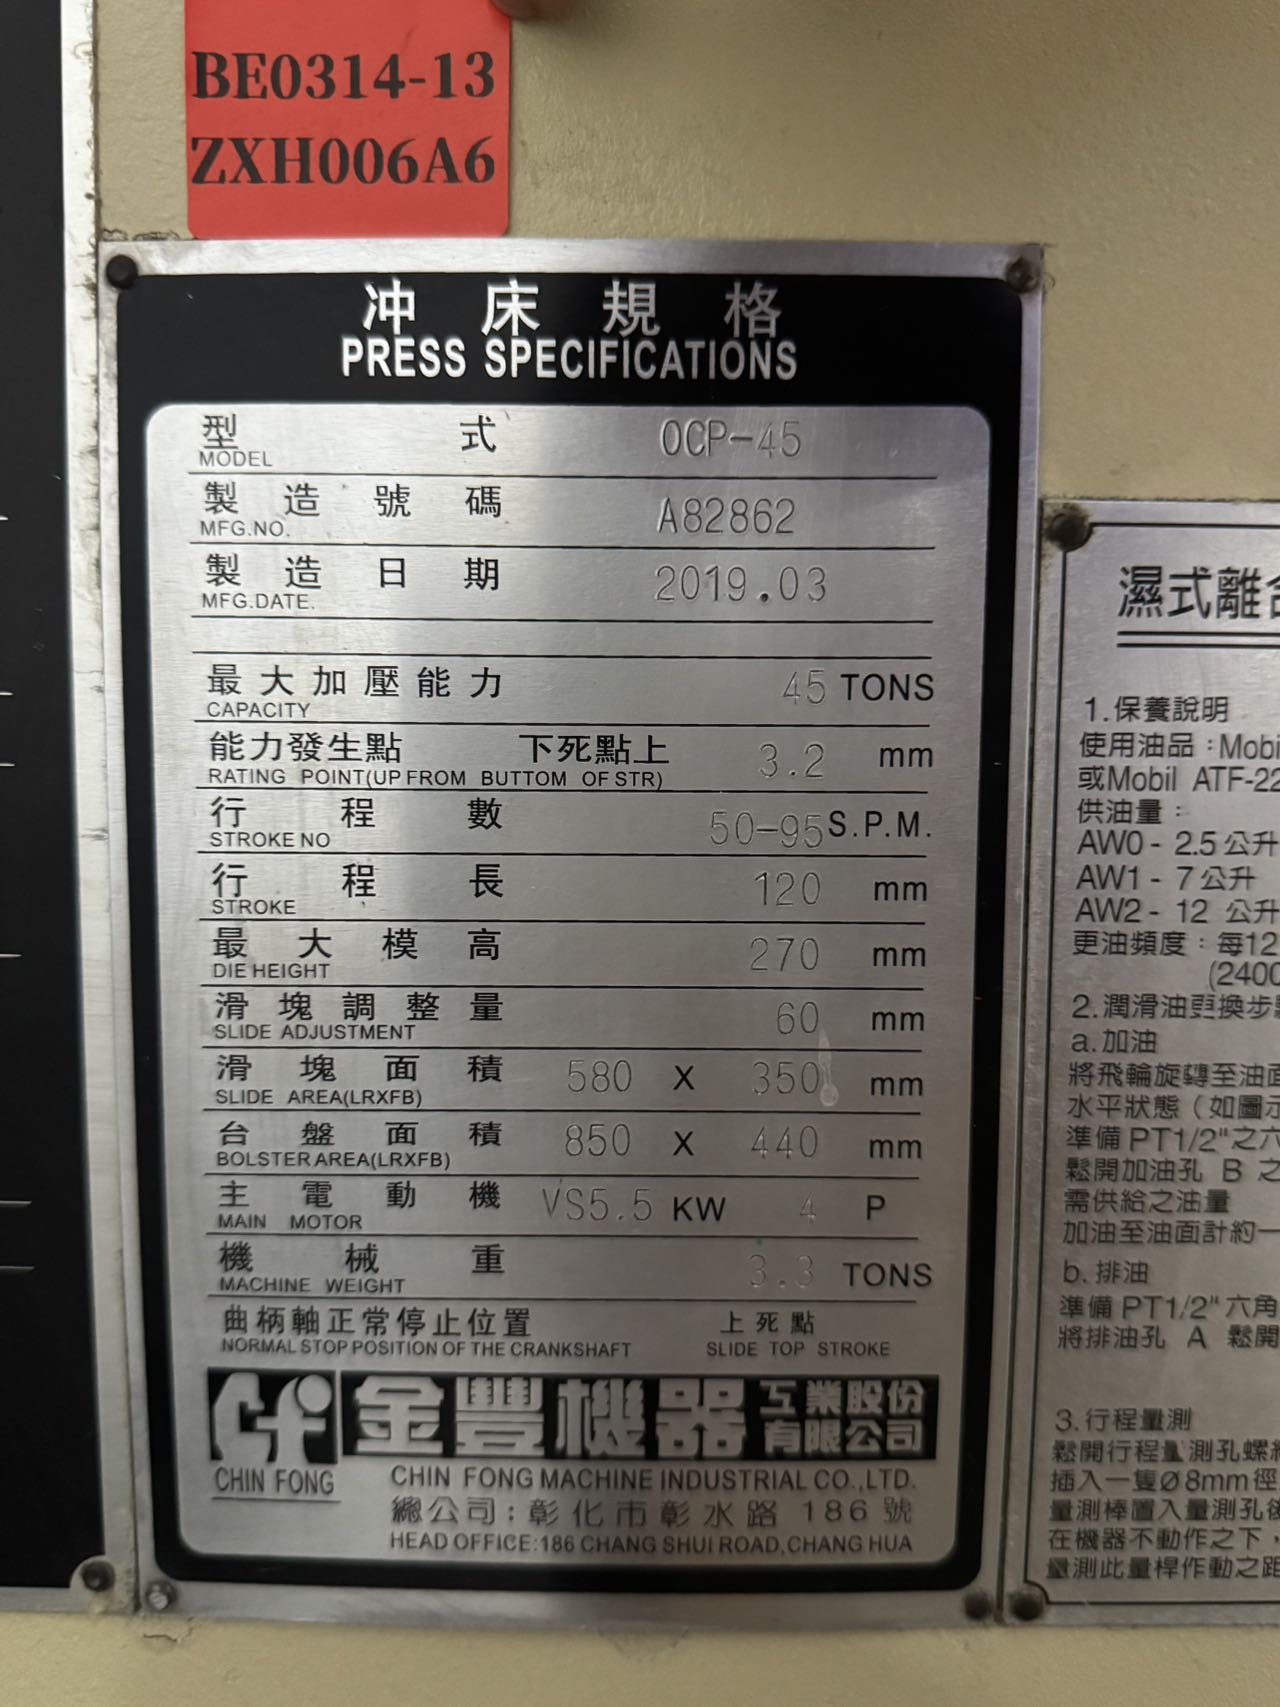 BE0314-13
ZXH006A6
冲床規格
PRESS SPECIFICATIONS
型式 OCP-45
MODEL
製造號碼 A82862
MFG.NO.
製造日期 2019.03
MFG.DATE.
最大加壓能力 45 TONS
CAPACITY
能力發生點 下死點上 3.2 mm
RATING POINT(UP FROM BUTTOM OF STR)
行程數 50-95 S.P.M.
STROKE NO
行程長 120 mm
STROKE
最大模高 270 mm
DIE HEIGHT
滑塊調整量 60 mm
SLIDE ADJUSTMENT
滑塊面積 580 X 350 mm
SLIDE AREA(LRXFB)
台盤面積 850 X 440 mm
BOLSTER AREA(LRXFB)
主電動機 VS5.5 KW 4 P
MAIN MOTOR
機械重 3.3 TONS
MACHINE WEIGHT
曲柄軸正常停止位置 上死點
NORMAL STOP POSITION OF THE CRANKSHAFT SLIDE TOP STROKE
金豐機器工業股份有限公司
CHIN FONG
CHIN FONG MACHINE INDUSTRIAL CO.,LTD.
總公司:彰化市彰水路186號
HEAD OFFICE:186 CHANG SHUI ROAD,CHANG HUA
濕式離
1.保養說明
使用油品:Mobi
或Mobil ATF-22
供油量:
AW0- 2.5公升
AW1- 7公升
AW2- 12 公升
更油頻度:每12
(2400
2.潤滑油更換步
a.加油
將飛輪旋轉至油面
水平狀態(如圖示
準備PT1/2"之六
鬆開加油孔 B 之
需供給之油量
加油至油面計約一
b.排油
準備PT1/2"六角
將排油孔 A 鬆開
3.行程量測
鬆開行程量測孔螺
插入一隻Ø8mm徑
量測棒置入量測孔後
在機器不動作之下,
量測此量桿作動之距